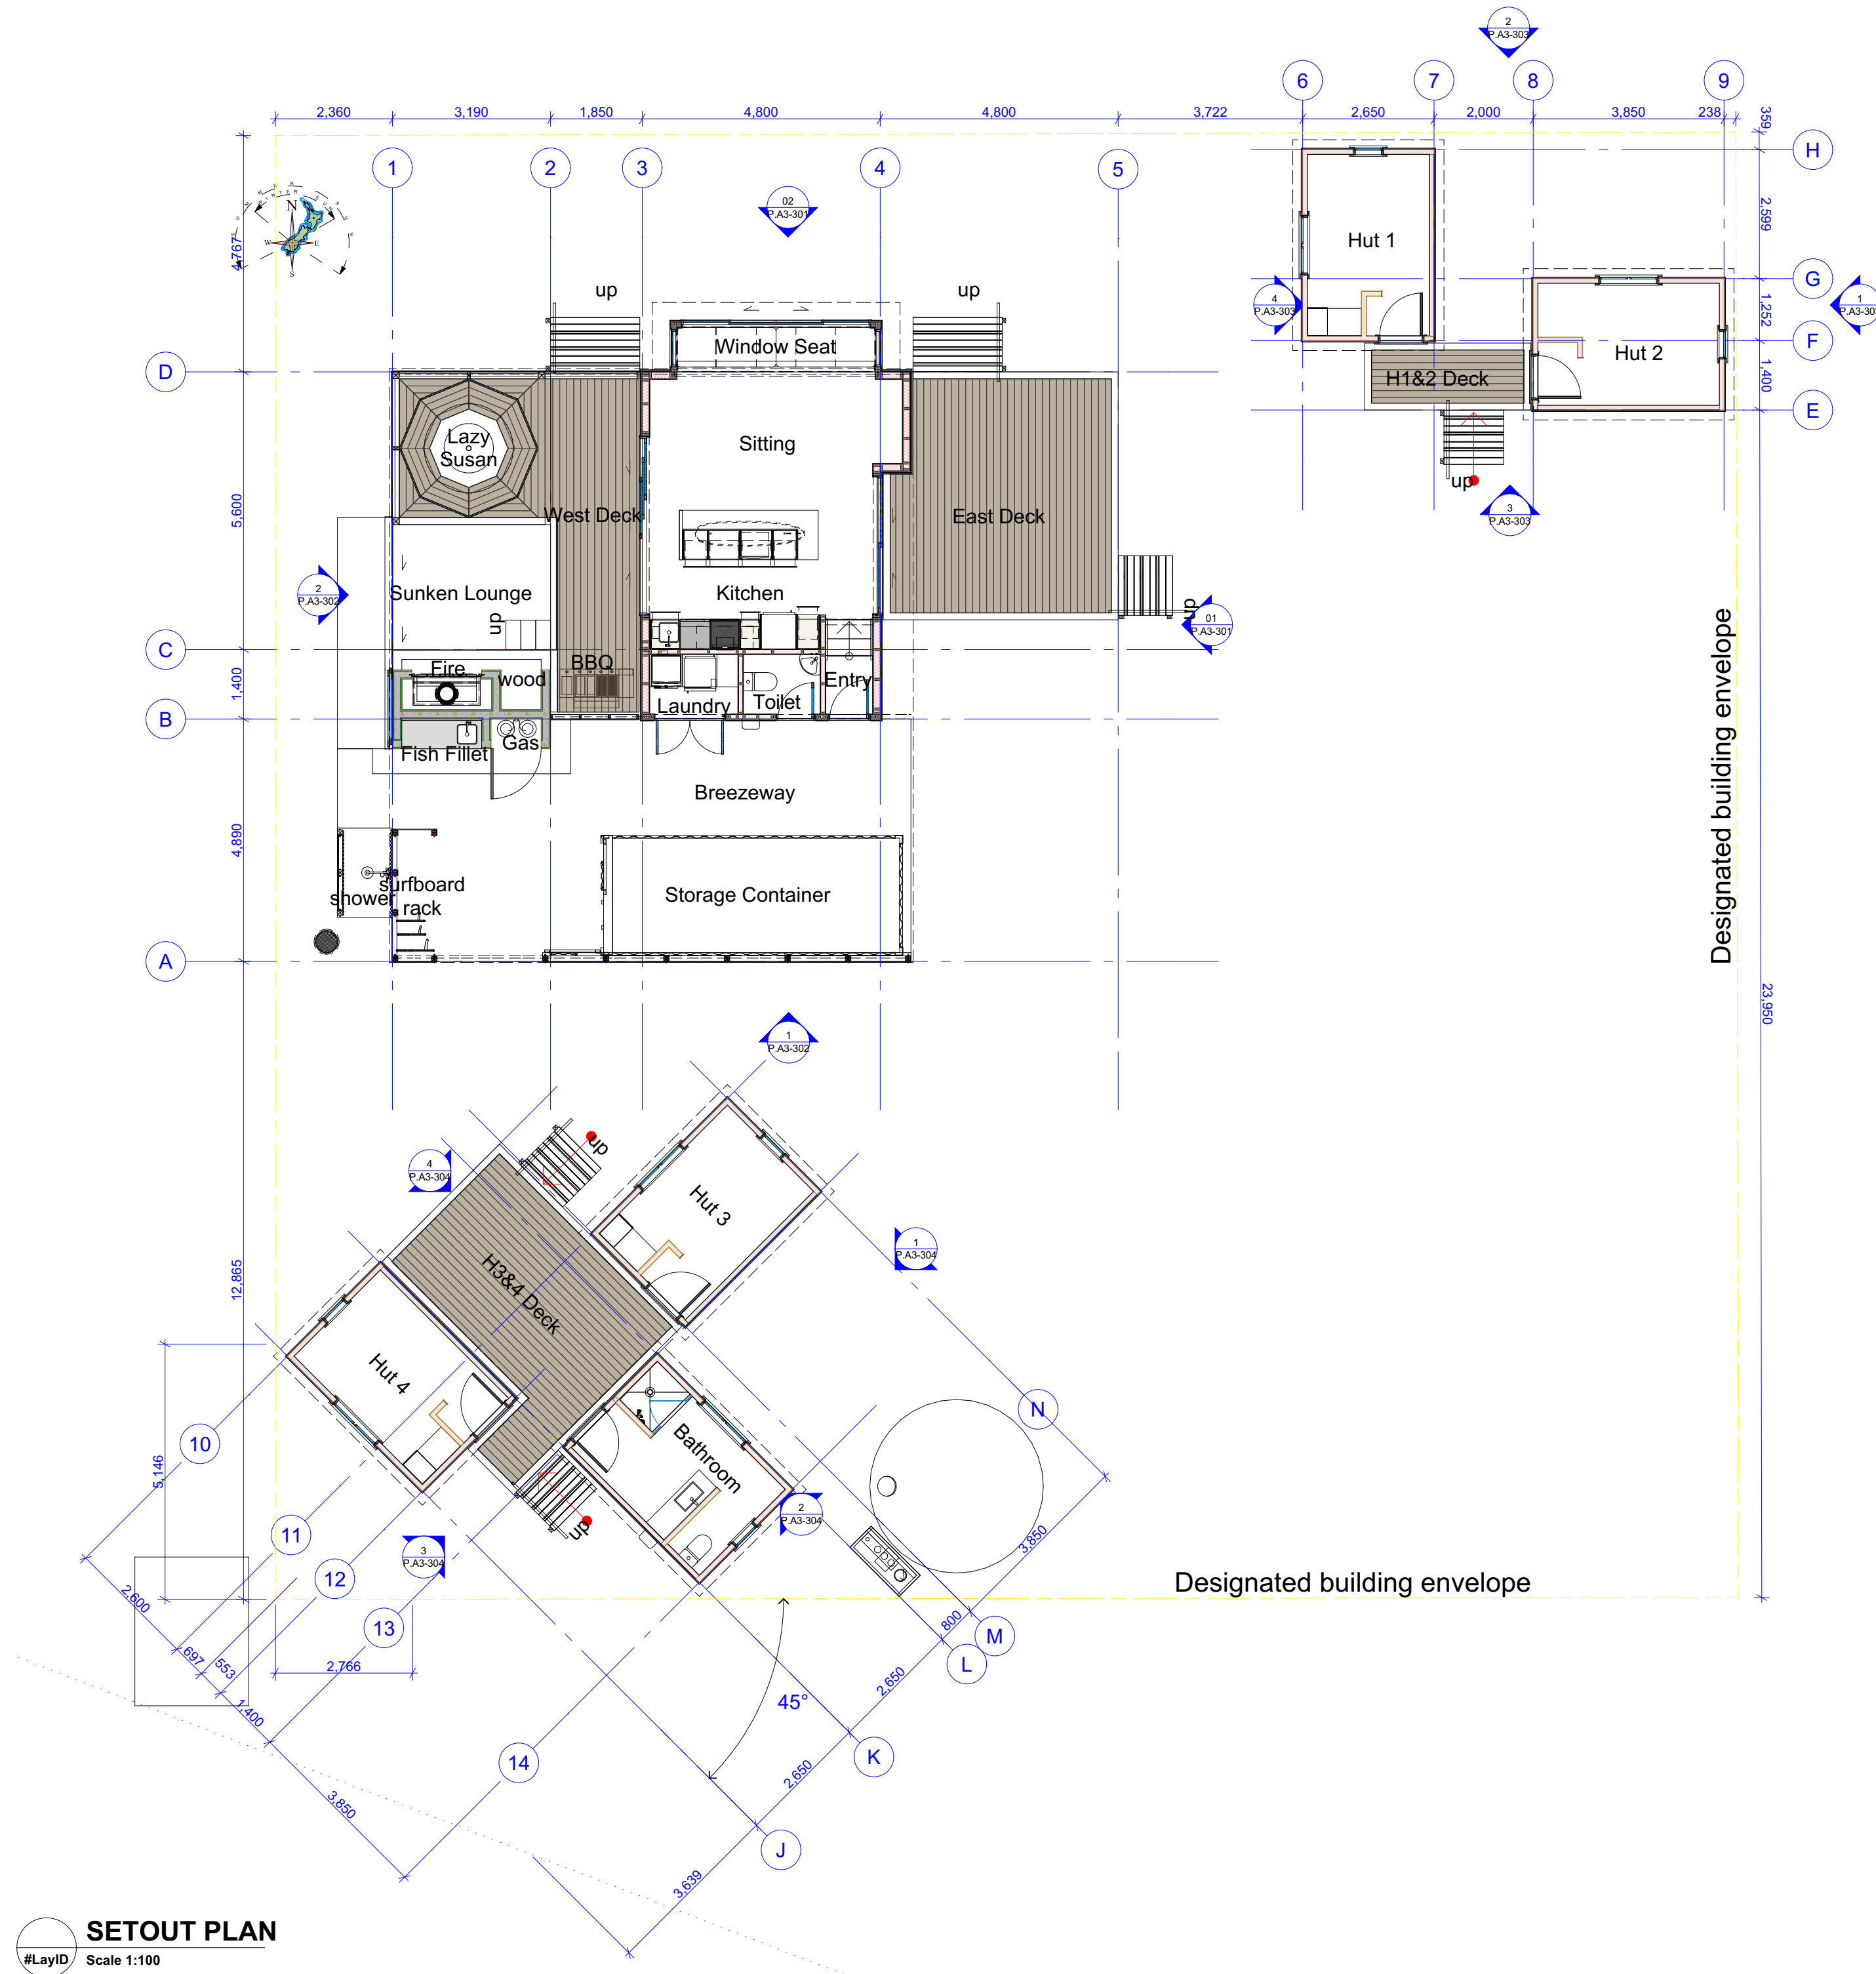 2
P.A3-303
6
7
8
9
2,360
3,190
1,850
4,800
4,800
3,722
2,650
2,000
3,850
238
359
1
2
3
4
5
H
N
W
E
S
SUMMER SUN
WINTER SUN
4,767
02
P.A3-301
2,599
Hut 1
up
up
4
P.A3-303
G
1,252
1
P.A3-303
Window Seat
Hut 2
F
D
H1&2 Deck
1,400
E
Lazy
Susan
Sitting
up
5,600
West Deck
East Deck
3
P.A3-303
2
P.A3-302
Sunken Lounge
Kitchen
up
up
01
P.A3-301
C
Fire
wood
BBQ
1,400
Laundry
Toilet
Entry
B
Fish Fillet
Gas
Breezeway
4,890
Designated building envelope
surfboard
rack
shower
Storage Container
A
23,950
1
P.A3-302
up
4
P.A3-304
Hut 3
1
P.A3-304
12,865
H3&4 Deck
Hut 4
N
10
5,146
Bathroom
2
P.A3-304
up
11
3
P.A3-304
12
3,850
Designated building envelope
2,600
13
800
M
697
553
2,766
L
2,650
1,400
45°
K
14
2,650
3,850
J
3,639
SETOUT PLAN
#LayID
Scale 1:100